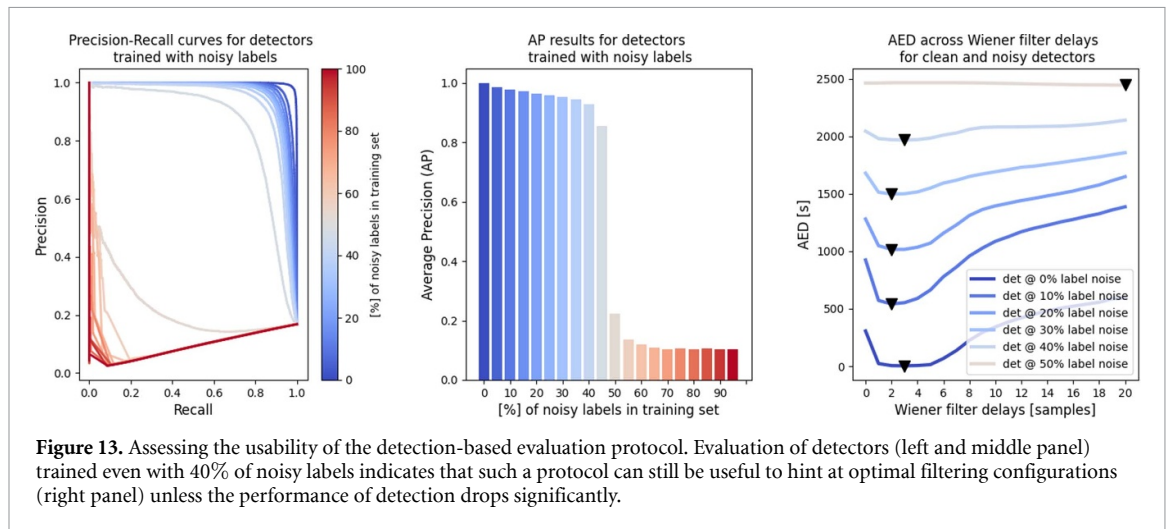 Precision-Recall curves for detectors
trained with noisy labels
1.0
0.8
0.6
0.4
0.2
0.0
Precision
0.0 0.2 0.4 0.6 0.8 1.0
Recall
100
80
60
40
20
0
[%] of noisy labels in training set
AP results for detectors
trained with noisy labels
1.0
0.8
0.6
0.4
0.2
0.0
Average Precision (AP)
0 10 20 30 40 50 60 70 80 90
[%] of noisy labels in training set
AED across Wiener filter delays
for clean and noisy detectors
2500
2000
1500
1000
500
0
AED [s]
det @ 0% label noise
det @ 10% label noise
det @ 20% label noise
det @ 30% label noise
det @ 40% label noise
det @ 50% label noise
0 2 4 6 8 10 12 14 16 18 20
Wiener filter delays [samples]
Figure 13. Assessing the usability of the detection-based evaluation protocol. Evaluation of detectors (left and middle panel)
trained even with 40% of noisy labels indicates that such a protocol can still be useful to hint at optimal filtering configurations
(right panel) unless the performance of detection drops significantly.